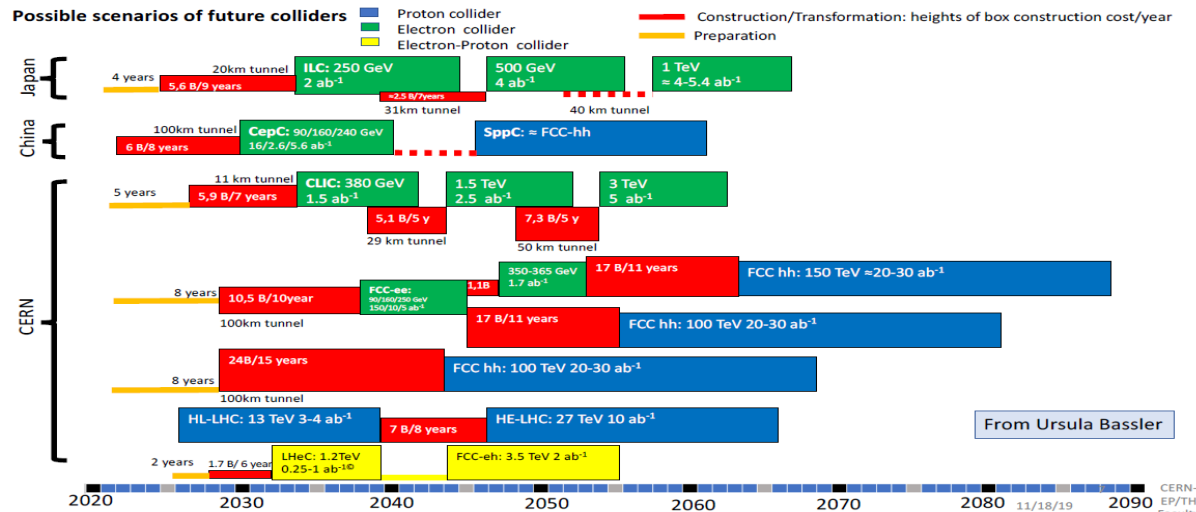 Possible scenarios of future colliders
Proton collider
Electron collider
Electron-Proton collider
Construction/Transformation: heights of box construction cost/year
Preparation
Japan
4 years
20km tunnel
5,6 B/9 years
ILC: 250 GeV
2 ab-1
≈2.5 B/7years
31km tunnel
500 GeV
4 ab-1
40 km tunnel
1 TeV
≈ 4-5.4 ab-1
China
100km tunnel
6 B/8 years
CepC: 90/160/240 GeV
16/2.6/5.6 ab-1
SppC: ≈ FCC-hh
CERN
5 years
11 km tunnel
5,9 B/7 years
CLIC: 380 GeV
1.5 ab-1
5,1 B/5 y
29 km tunnel
1.5 TeV
2.5 ab-1
7,3 B/5 y
50 km tunnel
3 TeV
5 ab-1
8 years
10,5 B/10year
100km tunnel
FCC-ee:
90/160/250 GeV
150/10/5 ab-1
1,1B
350-365 GeV
1.7 ab-1
17 B/11 years
FCC hh: 150 TeV ≈20-30 ab-1
17 B/11 years
FCC hh: 100 TeV 20-30 ab-1
8 years
24B/15 years
100km tunnel
FCC hh: 100 TeV 20-30 ab-1
HL-LHC: 13 TeV 3-4 ab-1
7 B/8 years
HE-LHC: 27 TeV 10 ab-1
From Ursula Bassler
2 years
1.7 B/ 6 years
LHeC: 1.2TeV
0.25-1 ab-1©
FCC-eh: 3.5 TeV 2 ab-1
2020
2030
2040
2050
2060
2070
2080
2090
11/18/19
CERN-
EP/TH